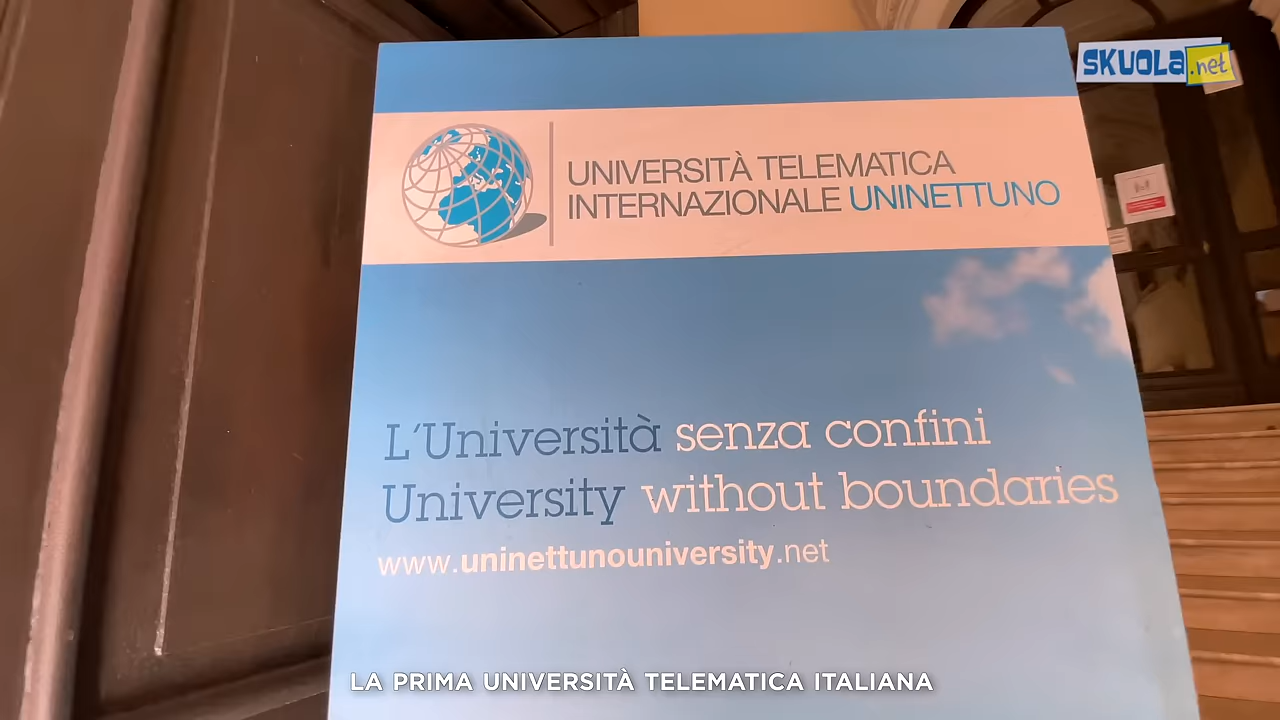 SKUOLA.net
UNIVERSITÀ TELEMATICA
INTERNAZIONALE UNINETTUNO
L'Università senza confini
University without boundaries
www.uninettunouniversity.net
LA PRIMA UNIVERSITÀ TELEMATICA ITALIANA